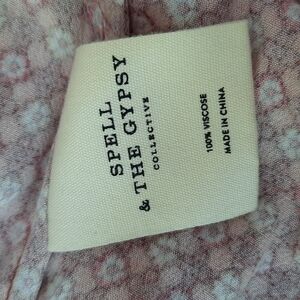 SPELL
& THE GYPSY
COLLECTIVE
100% VISCOSE
MADE IN CHINA